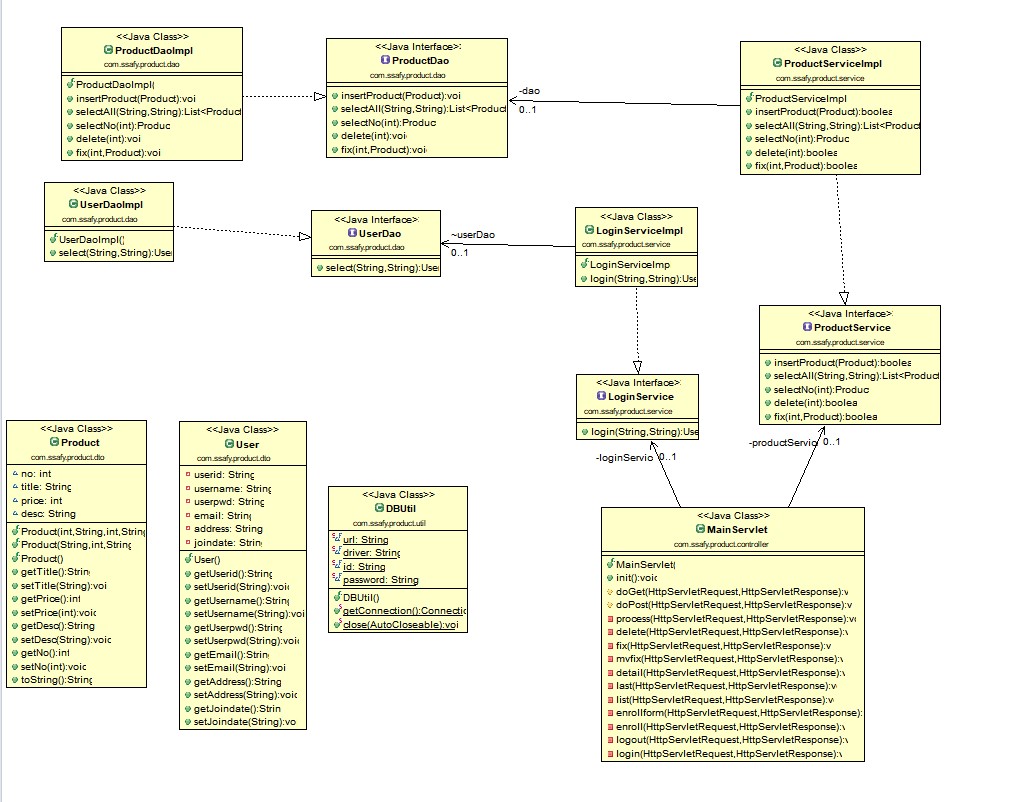 <<Java Class>>
ProductDaoImpl
com.ssafy.product.dao
ProductDaoImpl(
insertProduct(Product):voi
selectAll(String,String):List<Product
selectNo(int):Produc
delete(int):voi
fix(int,Product):voi
<<Java Interface>:
ProductDao
com.ssafy.product.dao
insertProduct(Product):voi
selectAll(String,String):List<Product
selectNo(int):Produc
delete(int):voi
fix(int,Product):voi
-dao
0..1
<<Java Class>>
ProductServiceImpl
com.ssafy.product.service
ProductServiceImpl
insertProduct(Product):boolea
selectAll(String,String):List<Product
selectNo(int):Produc
delete(int):boolea
fix(int,Product):boolea
<<Java Class>>
UserDaoImpl
com.ssafy.product.dao
UserDaoImpl()
select(String,String):User
<<Java Interface>:
UserDao
com.ssafy.product.dao
select(String,String):User
~userDao
0..1
<<Java Class>>
LoginServiceImpl
com.ssafy.product.service
LoginServiceImp
login(String,String):Use
<<Java Interface>:
ProductService
com.ssafy.product.service
insertProduct(Product):boolea
selectAll(String,String):List<Product
selectNo(int):Produc
delete(int):boolea
fix(int,Product):boolea
<<Java Interface>:
LoginService
com.ssafy.product.service
login(String,String):Use
-loginServic
0..1
-productServic
0..1
<<Java Class>>
Product
com.ssafy.product.dto
no: int
title: String
price: int
desc: String
Product(int,String,int,String
Product(String,int,String
Product()
getTitle():String
setTitle(String):voi
getPrice():int
setPrice(int):voic
getDesc():String
setDesc(String):voic
getNo():int
setNo(int):voic
toString():String
<<Java Class>>
User
com.ssafy.product.dto
userid: String
username: String
userpwd: String
email: String
address: String
joindate: String
User()
getUserid():String
setUserid(String):voic
getUsername():String
setUsername(String):voi
getUserpwd():String
setUserpwd(String):voic
getEmail():String
setEmail(String):voi
getAddress():String
setAddress(String):voic
getJoindate():Strin
setJoindate(String):vo
<<Java Class>>
DBUtil
com.ssafy.product.util
url: String
driver: String
id: String
password: String
DBUtil()
getConnection():Connectic
close(AutoCloseable):voi
<<Java Class>>
MainServlet
com.ssafy.product.controller
MainServlet(
init():voic
doGet(HttpServletRequest,HttpServletResponse):v
doPost(HttpServletRequest,HttpServletResponse):v
process(HttpServletRequest,HttpServletResponse):v
delete(HttpServletRequest,HttpServletResponse):v
fix(HttpServletRequest,HttpServletResponse):v
mvfix(HttpServletRequest,HttpServletResponse):v
detail(HttpServletRequest,HttpServletResponse):v
last(HttpServletRequest,HttpServletResponse):v
list(HttpServletRequest,HttpServletResponse):v
enrollform(HttpServletRequest,HttpServletResponse):
enroll(HttpServletRequest,HttpServletResponse):v
logout(HttpServletRequest,HttpServletResponse):v
login(HttpServletRequest,HttpServletResponse):v